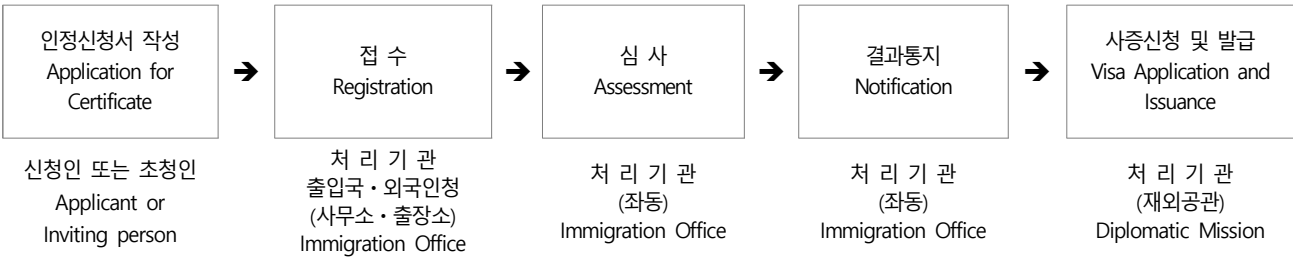 인정신청서 작성
Application for
Certificate
➔
접 수
Registration
➔
심 사
Assessment
➔
결과통지
Notification
➔
사증신청 및 발급
Visa Application and
Issuance
신청인 또는 초청인
Applicant or
Inviting person
처 리 기 관
출입국・외국인청
(사무소・출장소)
Immigration Office
처 리 기 관
(좌동)
Immigration Office
처 리 기 관
(좌동)
Immigration Office
처 리 기 관
(재외공관)
Diplomatic Mission